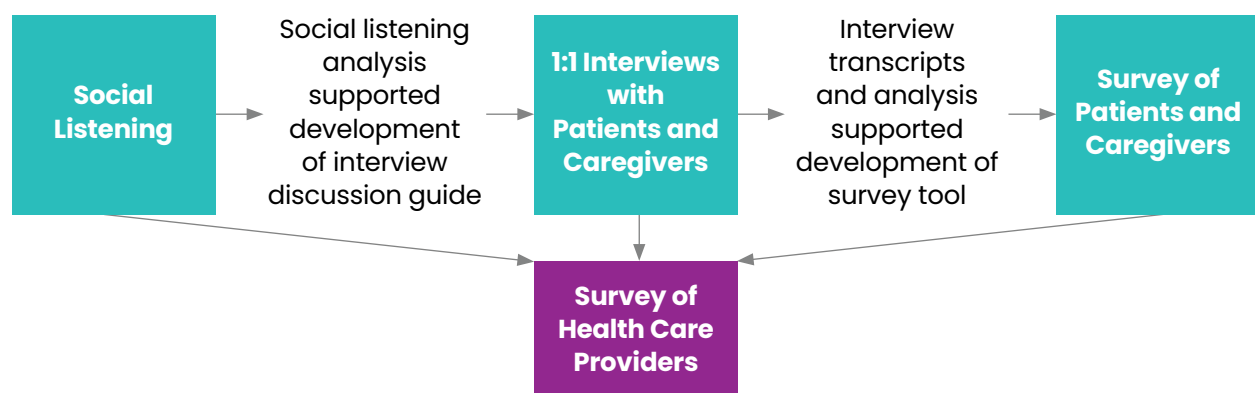 Social
Listening
Social listening
analysis
supported
development
of interview
discussion guide
1:1 Interviews
with
Patients and
Caregivers
Interview
transcripts
and analysis
supported
development of
survey tool
Survey of
Patients and
Caregivers
Survey of
Health Care
Providers